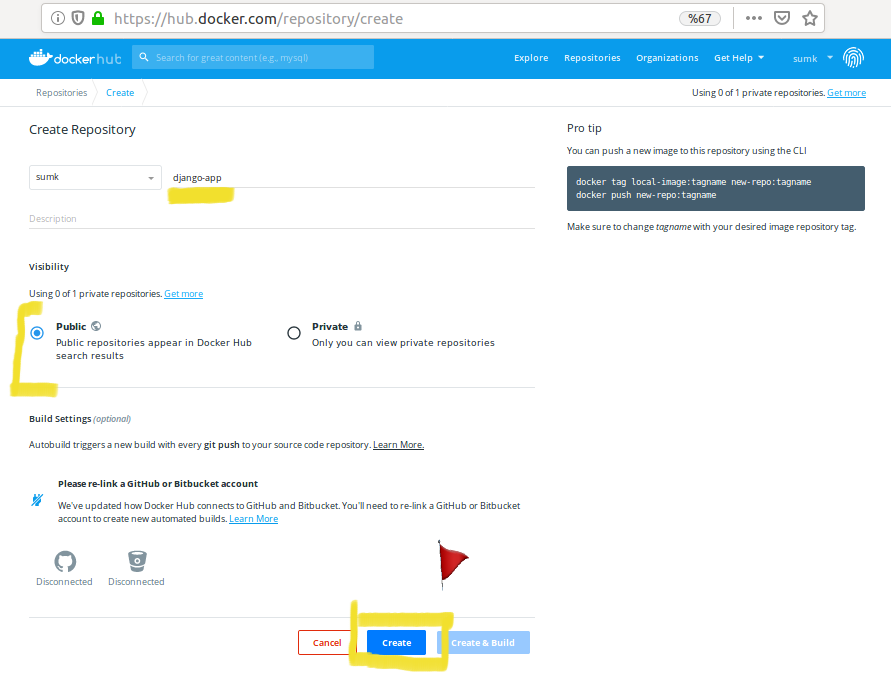 https://hub.docker.com/repository/create %67
dockerhub Search for great content (e.g., mysql) Explore Repositories Organizations Get Help sumk
Repositories Create Using 0 of 1 private repositories. Get more
Create Repository
sumk django-app
Description
Visibility
Using 0 of 1 private repositories. Get more
Public
Public repositories appear in Docker Hub
search results
Private
Only you can view private repositories
Build Settings (optional)
Autobuild triggers a new build with every git push to your source code repository. Learn More.
Please re-link a GitHub or Bitbucket account
We've updated how Docker Hub connects to GitHub and Bitbucket. You'll need to re-link a GitHub or Bitbucket
account to create new automated builds. Learn More
Disconnected Disconnected
Cancel Create Create & Build
Pro tip
You can push a new image to this repository using the CLI
docker tag local-image:tagname new-repo:tagname
docker push new-repo:tagname
Make sure to change tagname with your desired image repository tag.